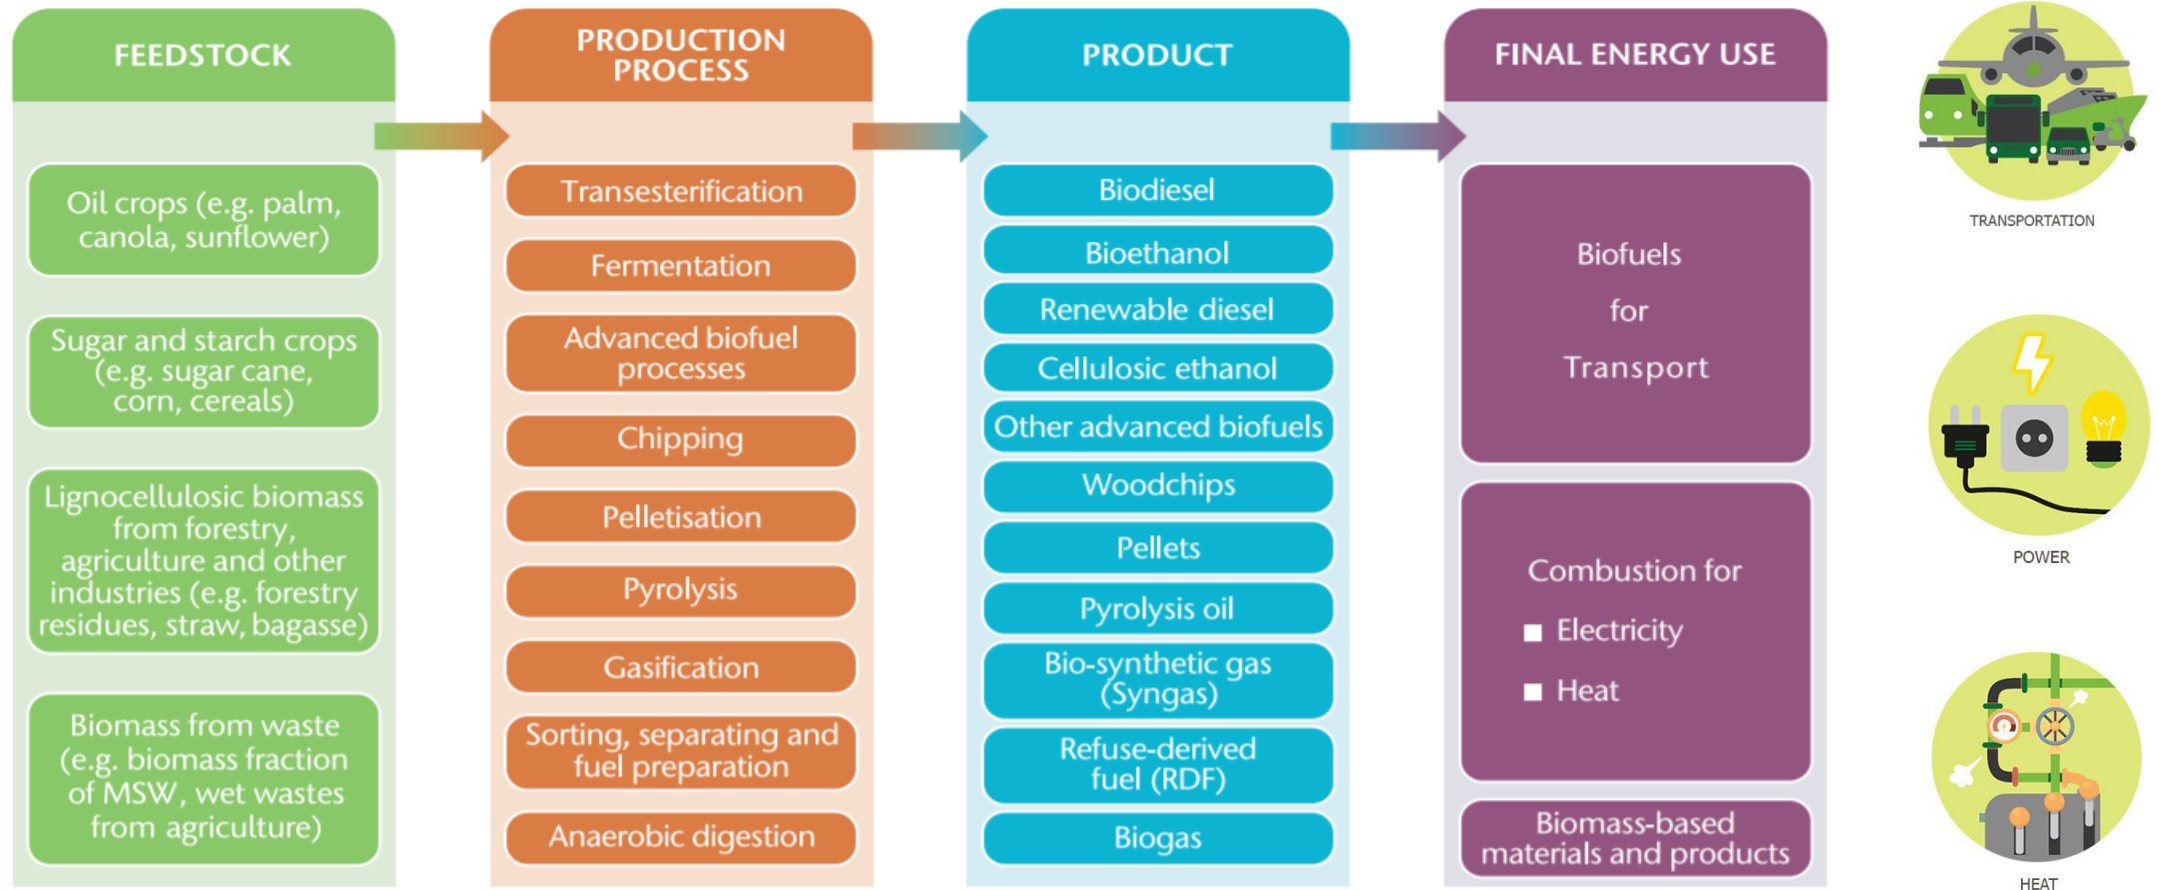 FEEDSTOCK
Oil crops (e.g. palm,
canola, sunflower)
Sugar and starch crops
(e.g. sugar cane,
corn, cereals)
Lignocellulosic biomass
from forestry,
agriculture and other
industries (e.g. forestry
residues, straw, bagasse)
Biomass from waste
(e.g. biomass fraction
of MSW, wet wastes
from agriculture)
PRODUCTION
PROCESS
Transesterification
Fermentation
Advanced biofuel
processes
Chipping
Pelletisation
Pyrolysis
Gasification
Sorting, separating and
fuel preparation
Anaerobic digestion
PRODUCT
Biodiesel
Bioethanol
Renewable diesel
Cellulosic ethanol
Other advanced biofuels
Woodchips
Pellets
Pyrolysis oil
Bio-synthetic gas
(Syngas)
Refuse-derived
fuel (RDF)
Biogas
FINAL ENERGY USE
Biofuels
for
Transport
Combustion for
■ Electricity
■ Heat
Biomass-based
materials and products
TRANSPORTATION
POWER
HEAT